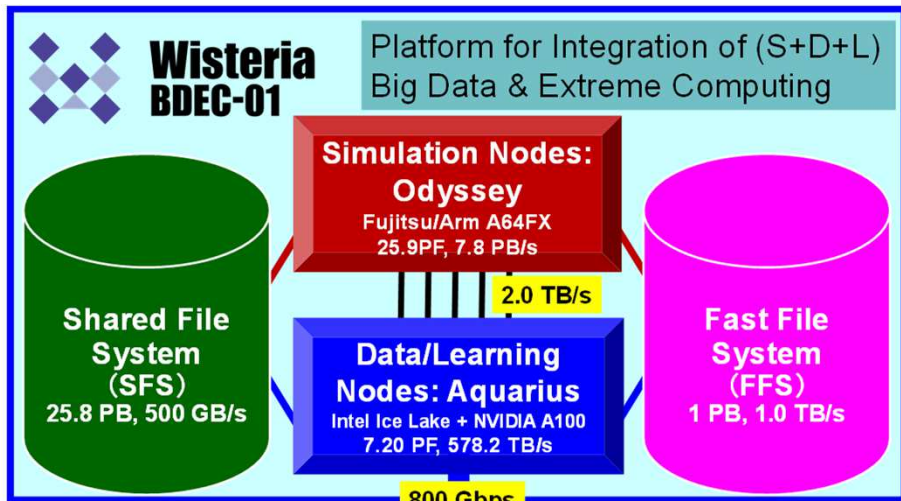 Wisteria
BDEC-01
Platform for Integration of (S+D+L)
Big Data & Extreme Computing
Simulation Nodes:
Odyssey
Fujitsu/Arm A64FX
25.9PF, 7.8 PB/s
2.0 TB/s
Shared File
System
(SFS)
25.8 PB, 500 GB/s
Data/Learning
Nodes: Aquarius
Intel Ice Lake + NVIDIA A100
7.20 PF, 578.2 TB/s
Fast File
System
(FFS)
1 PB, 1.0 TB/s
800 Gbps